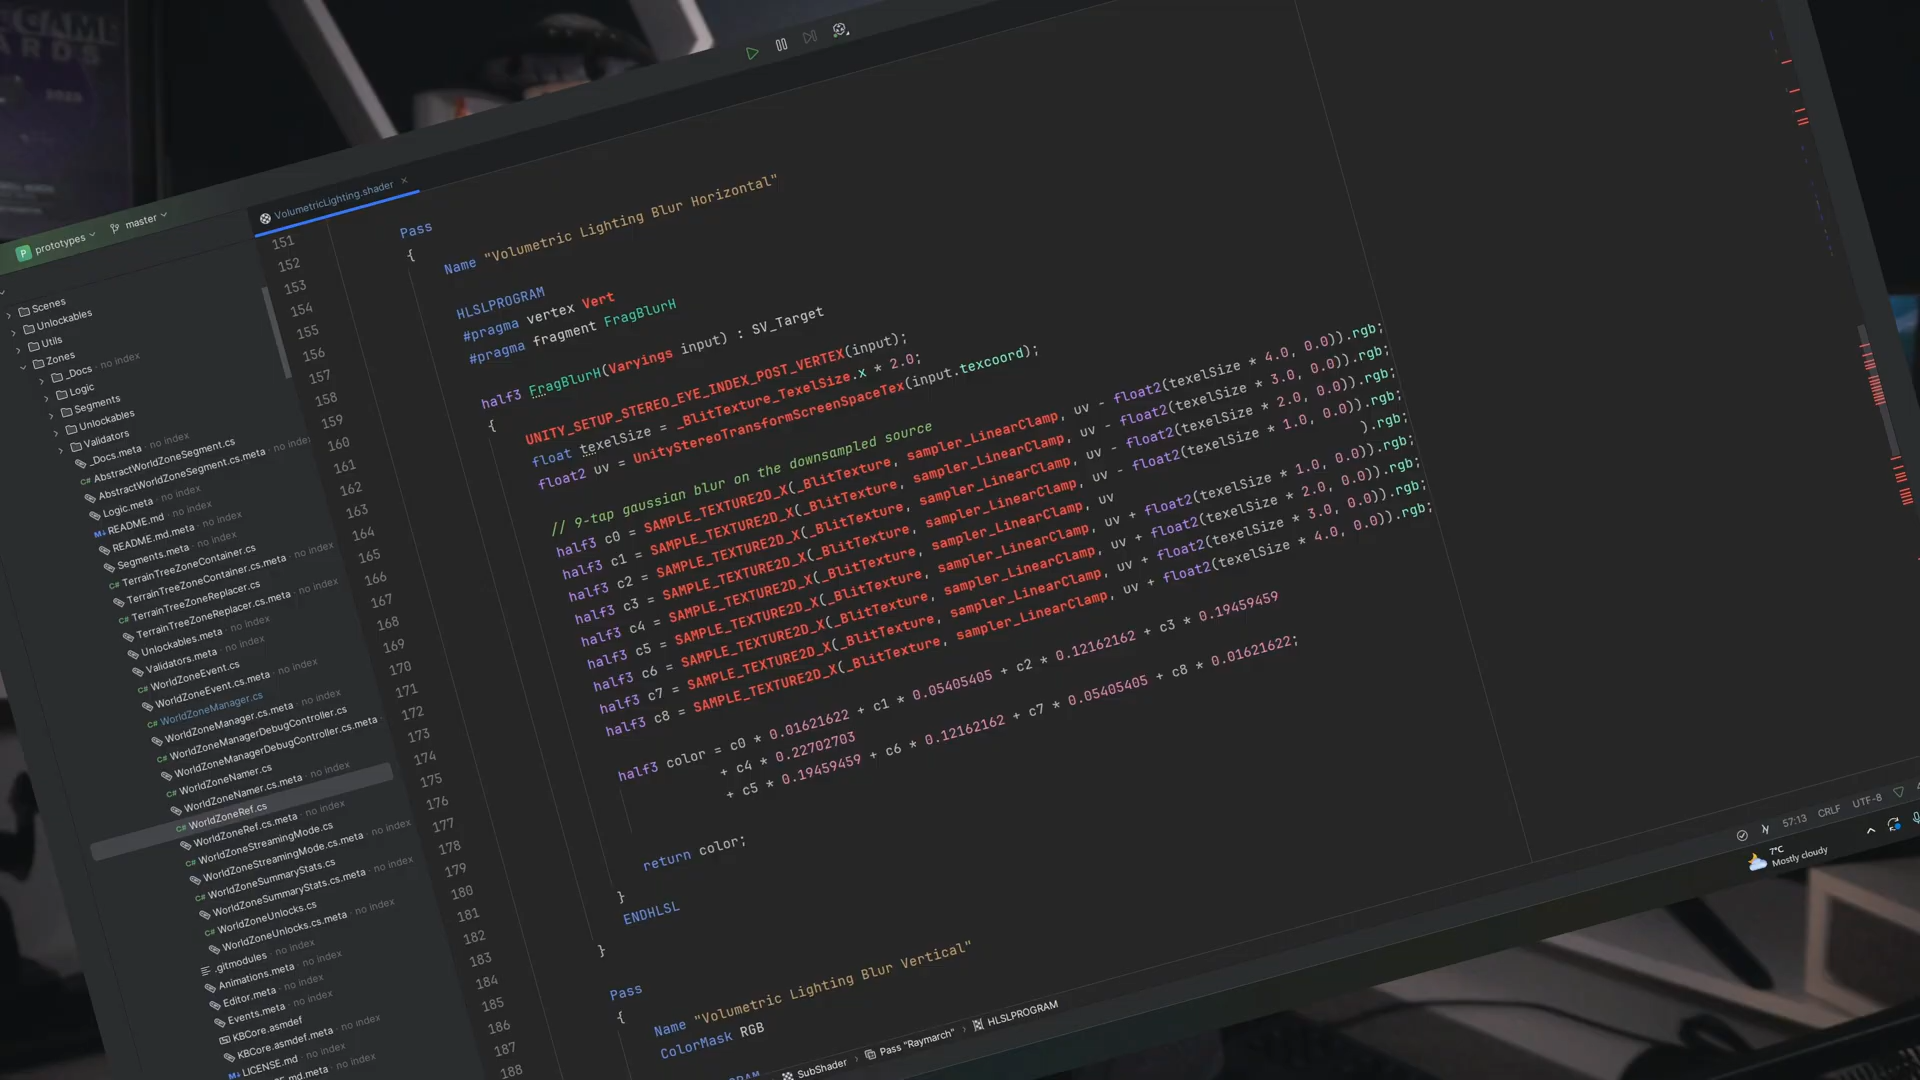 GAME
ARDS
2023
prototypes
master
VolumetricLighting.shader
Scenes
Unlockables
Utils
Zones
_Docs · no index
Logic
Segments
Unlockables
Validators
_Docs.meta · no index
AbstractWorldZoneSegment.cs
AbstractWorldZoneSegment.cs.meta · no index
Logic.meta · no index
README.md · no index
README.md.meta · no index
Segments.meta · no index
TerrainTreeZoneContainer.cs
TerrainTreeZoneContainer.cs.meta · no index
TerrainTreeZoneReplacer.cs
TerrainTreeZoneReplacer.cs.meta · no index
Unlockables.meta · no index
Validators.meta · no index
WorldZoneEvent.cs
WorldZoneEvent.cs.meta · no index
WorldZoneManager.cs
WorldZoneManager.cs.meta · no index
WorldZoneManagerDebugController.cs
WorldZoneManagerDebugController.cs.meta · no index
WorldZoneNamer.cs
WorldZoneNamer.cs.meta · no index
WorldZoneRef.cs
WorldZoneRef.cs.meta · no index
WorldZoneStreamingMode.cs
WorldZoneStreamingMode.cs.meta · no index
WorldZoneSummaryStats.cs
WorldZoneSummaryStats.cs.meta · no index
WorldZoneUnlocks.cs
WorldZoneUnlocks.cs.meta · no index
.gitmodules · no index
Animations.meta · no index
Editor.meta · no index
Events.meta · no index
KBCore.asmdef
KBCore.asmdef.meta · no index
LICENSE.md · no index
.md.meta · no index
151
152
153
154
155
156
157
158
159
160
161
162
163
164
165
166
167
168
169
170
171
172
173
174
175
176
177
178
179
180
181
182
183
184
185
186
187
188
Pass
{
Name "Volumetric Lighting Blur Horizontal"
HLSLPROGRAM
#pragma vertex Vert
#pragma fragment FragBlurH
half3 FragBlurH(Varyings input) : SV_Target
{
UNITY_SETUP_STEREO_EYE_INDEX_POST_VERTEX(input);
float texelSize = _BlitTexture_TexelSize.x * 2.0;
float2 uv = UnityStereoTransformScreenSpaceTex(input.texcoord);
// 9-tap gaussian blur on the downsampled source
half3 c0 = SAMPLE_TEXTURE2D_X(_BlitTexture, sampler_LinearClamp, uv - float2(texelSize * 4.0, 0.0)).rgb;
half3 c1 = SAMPLE_TEXTURE2D_X(_BlitTexture, sampler_LinearClamp, uv - float2(texelSize * 3.0, 0.0)).rgb;
half3 c2 = SAMPLE_TEXTURE2D_X(_BlitTexture, sampler_LinearClamp, uv - float2(texelSize * 2.0, 0.0)).rgb;
half3 c3 = SAMPLE_TEXTURE2D_X(_BlitTexture, sampler_LinearClamp, uv - float2(texelSize * 1.0, 0.0)).rgb;
half3 c4 = SAMPLE_TEXTURE2D_X(_BlitTexture, sampler_LinearClamp, uv ).rgb;
half3 c5 = SAMPLE_TEXTURE2D_X(_BlitTexture, sampler_LinearClamp, uv + float2(texelSize * 1.0, 0.0)).rgb;
half3 c6 = SAMPLE_TEXTURE2D_X(_BlitTexture, sampler_LinearClamp, uv + float2(texelSize * 2.0, 0.0)).rgb;
half3 c7 = SAMPLE_TEXTURE2D_X(_BlitTexture, sampler_LinearClamp, uv + float2(texelSize * 3.0, 0.0)).rgb;
half3 c8 = SAMPLE_TEXTURE2D_X(_BlitTexture, sampler_LinearClamp, uv + float2(texelSize * 4.0, 0.0)).rgb;
half3 color = c0 * 0.01621622 + c1 * 0.05405405 + c2 * 0.12162162 + c3 * 0.19459459
+ c4 * 0.22702703
+ c5 * 0.19459459 + c6 * 0.12162162 + c7 * 0.05405405 + c8 * 0.01621622;
return color;
}
ENDHLSL
}
Pass
{
Name "Volumetric Lighting Blur Vertical"
ColorMask RGB
SubShader
Pass "Raymarch"
HLSLPROGRAM
57:13
CRLF
UTF-8
7°C
Mostly cloudy